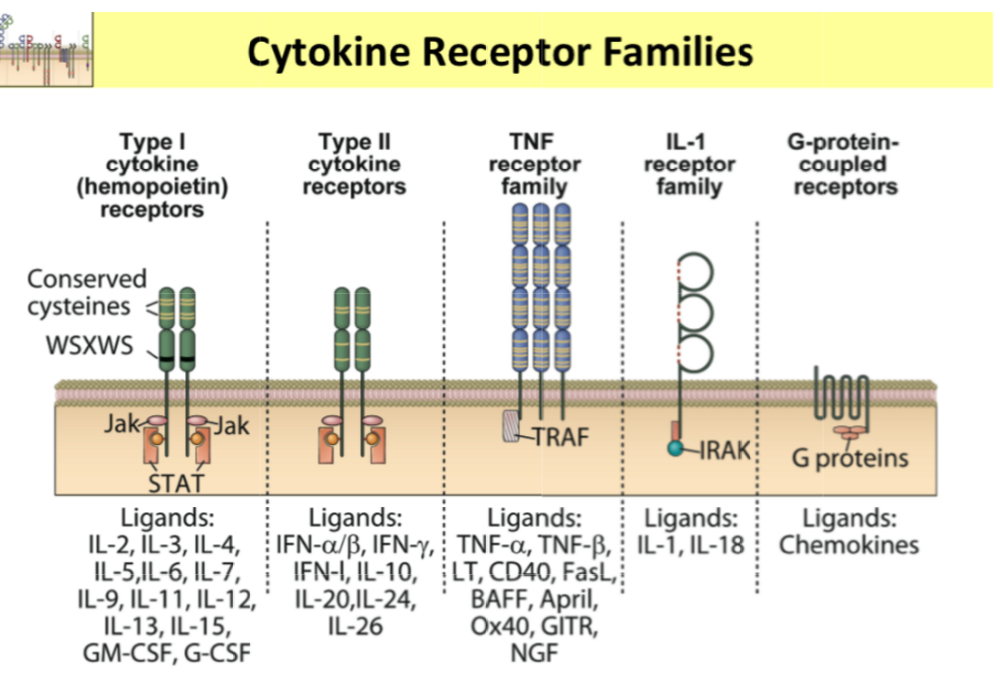 Cytokine Receptor Families
Type I
cytokine
(hemopoietin)
receptors
Type II
cytokine
receptors
TNF
receptor
family
IL-1
receptor
family
G-protein-
coupled
receptors
Conserved
cysteines
WSXWS
Jak
Jak
STAT
TRAF
IRAK
G proteins
Ligands:
IL-2, IL-3, IL-4,
IL-5,IL-6, IL-7,
IL-9, IL-11, IL-12,
IL-13, IL-15,
GM-CSF, G-CSF
Ligands:
IFN-α/β, IFN-γ,
IFN-l, IL-10,
IL-20,IL-24,
IL-26
Ligands:
TNF-α, TNF-β,
LT, CD40, FasL,
BAFF, April,
Ox40, GITR,
NGF
Ligands:
IL-1, IL-18
Ligands:
Chemokines